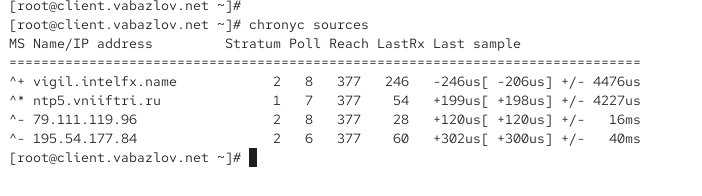 [root@client.vabazlov.net ~]#
[root@client.vabazlov.net ~]# chronyc sources
MS Name/IP address         Stratum Poll Reach LastRx Last sample
===============================================================================
^+ vigil.intelfx.name            2   8   377   246   -246us[ -206us] +/- 4476us
^* ntp5.vniiftri.ru              1   7   377    54   +199us[ +198us] +/- 4227us
^- 79.111.119.96                 2   8   377    28   +120us[ +120us] +/-   16ms
^- 195.54.177.84                 2   6   377    60   +302us[ +300us] +/-   40ms
[root@client.vabazlov.net ~]#